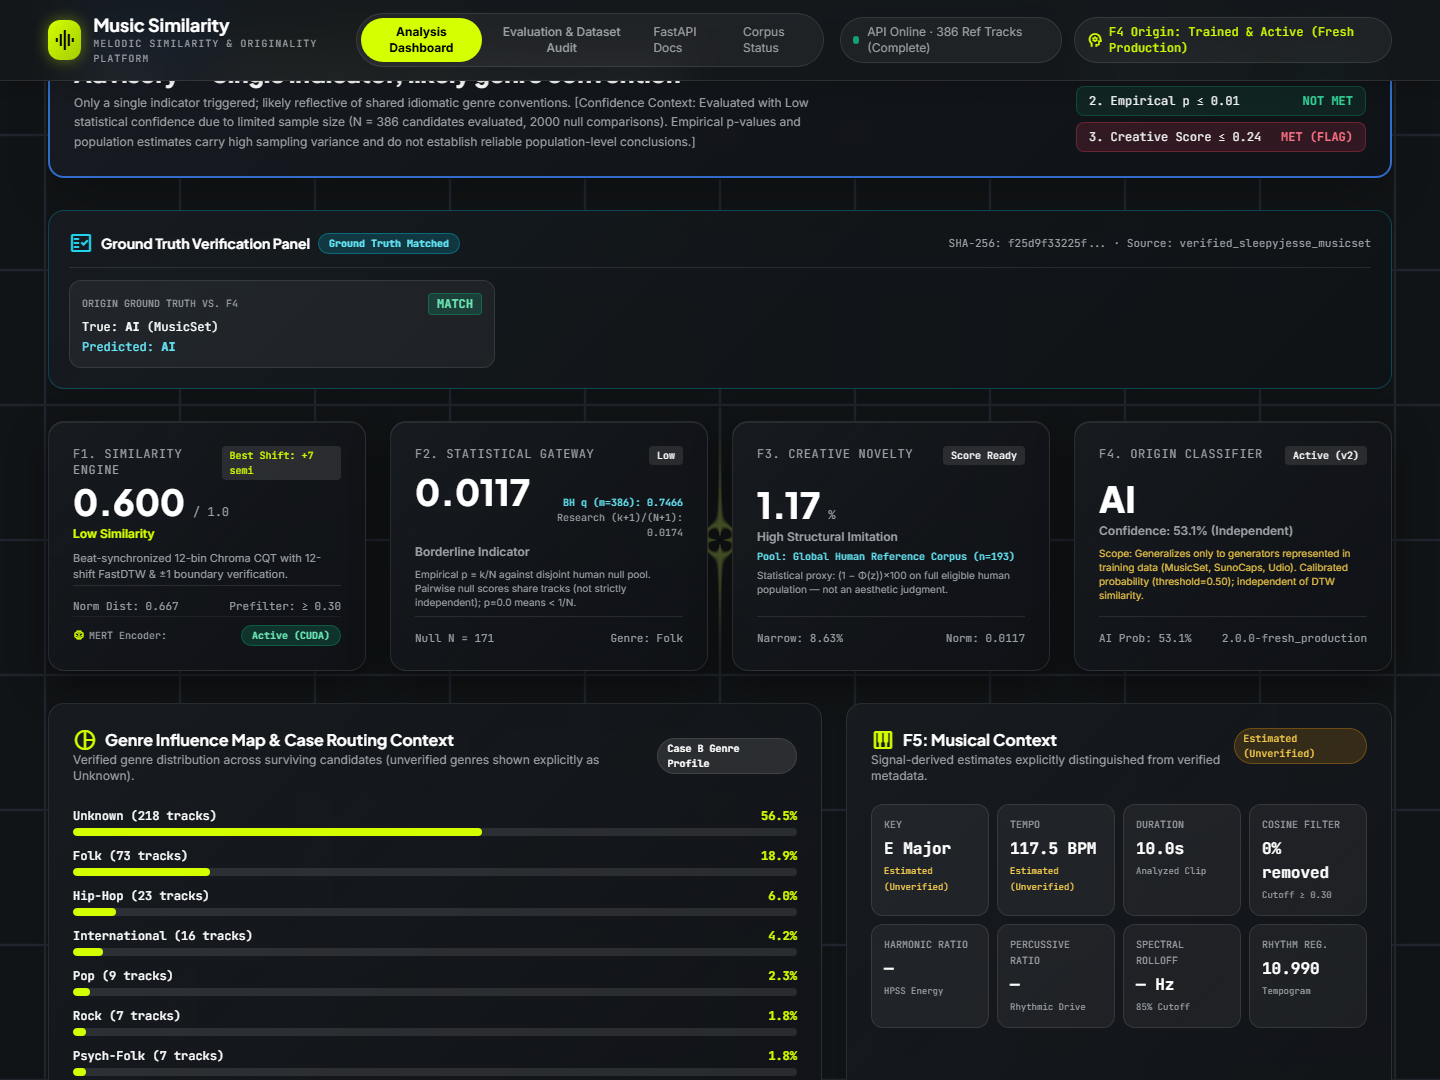 Music Similarity
MELODIC SIMILARITY & ORIGINALITY
PLATFORM
Analysis
Dashboard
Evaluation & Dataset
Audit
FastAPI
Docs
Corpus
Status
API Online · 386 Ref Tracks
(Complete)
F4 Origin: Trained & Active (Fresh
Production)
Advisory — Single indicator, likely genre convention
Only a single indicator triggered; likely reflective of shared idiomatic genre conventions. [Confidence Context: Evaluated with Low
statistical confidence due to limited sample size (N = 386 candidates evaluated, 2000 null comparisons). Empirical p-values and
population estimates carry high sampling variance and do not establish reliable population-level conclusions.]
2. Empirical p ≤ 0.01 NOT MET
3. Creative Score ≤ 0.24 MET (FLAG)
Ground Truth Verification Panel
Ground Truth Matched
SHA-256: f25d9f33225f... · Source: verified_sleepyjesse_musicset
ORIGIN GROUND TRUTH VS. F4
MATCH
True: AI (MusicSet)
Predicted: AI
F1. SIMILARITY
ENGINE
Best Shift: +7
semi
0.600 / 1.0
Low Similarity
Beat-synchronized 12-bin Chroma CQT with 12-
shift FastDTW & ±1 boundary verification.
Norm Dist: 0.667 Prefilter: ≥ 0.30
MERT Encoder: Active (CUDA)
F2. STATISTICAL GATEWAY
Low
0.0117
BH q (m=386): 0.7466
Research (k+1)/(N+1):
0.0174
Borderline Indicator
Empirical p = k/N against disjoint human null pool.
Pairwise null scores share tracks (not strictly
independent); p=0.0 means < 1/N.
Null N = 171 Genre: Folk
F3. CREATIVE NOVELTY
Score Ready
1.17 %
High Structural Imitation
Pool: Global Human Reference Corpus (n=193)
Statistical proxy: (1 − Φ(z))×100 on full eligible human
population — not an aesthetic judgment.
Narrow: 8.63% Norm: 0.0117
F4. ORIGIN CLASSIFIER
Active (v2)
AI
Confidence: 53.1% (Independent)
Scope: Generalizes only to generators represented in
training data (MusicSet, SunoCaps, Udio). Calibrated
probability (threshold=0.50); independent of DTW
similarity.
AI Prob: 53.1% 2.0.0-fresh_production
Genre Influence Map & Case Routing Context
Verified genre distribution across surviving candidates (unverified genres shown explicitly as
Unknown).
Case B Genre
Profile
Unknown (218 tracks) 56.5%
Folk (73 tracks) 18.9%
Hip-Hop (23 tracks) 6.0%
International (16 tracks) 4.2%
Pop (9 tracks) 2.3%
Rock (7 tracks) 1.8%
Psych-Folk (7 tracks) 1.8%
F5: Musical Context
Signal-derived estimates explicitly distinguished from verified
metadata.
Estimated
(Unverified)
KEY
E Major
Estimated
(Unverified)
TEMPO
117.5 BPM
Estimated
(Unverified)
DURATION
10.0s
Analyzed Clip
COSINE FILTER
0%
removed
Cutoff ≥ 0.30
HARMONIC RATIO
—
HPSS Energy
PERCUSSIVE
RATIO
—
Rhythmic Drive
SPECTRAL
ROLLOFF
— Hz
85% Cutoff
RHYTHM REG.
10.990
Tempogram